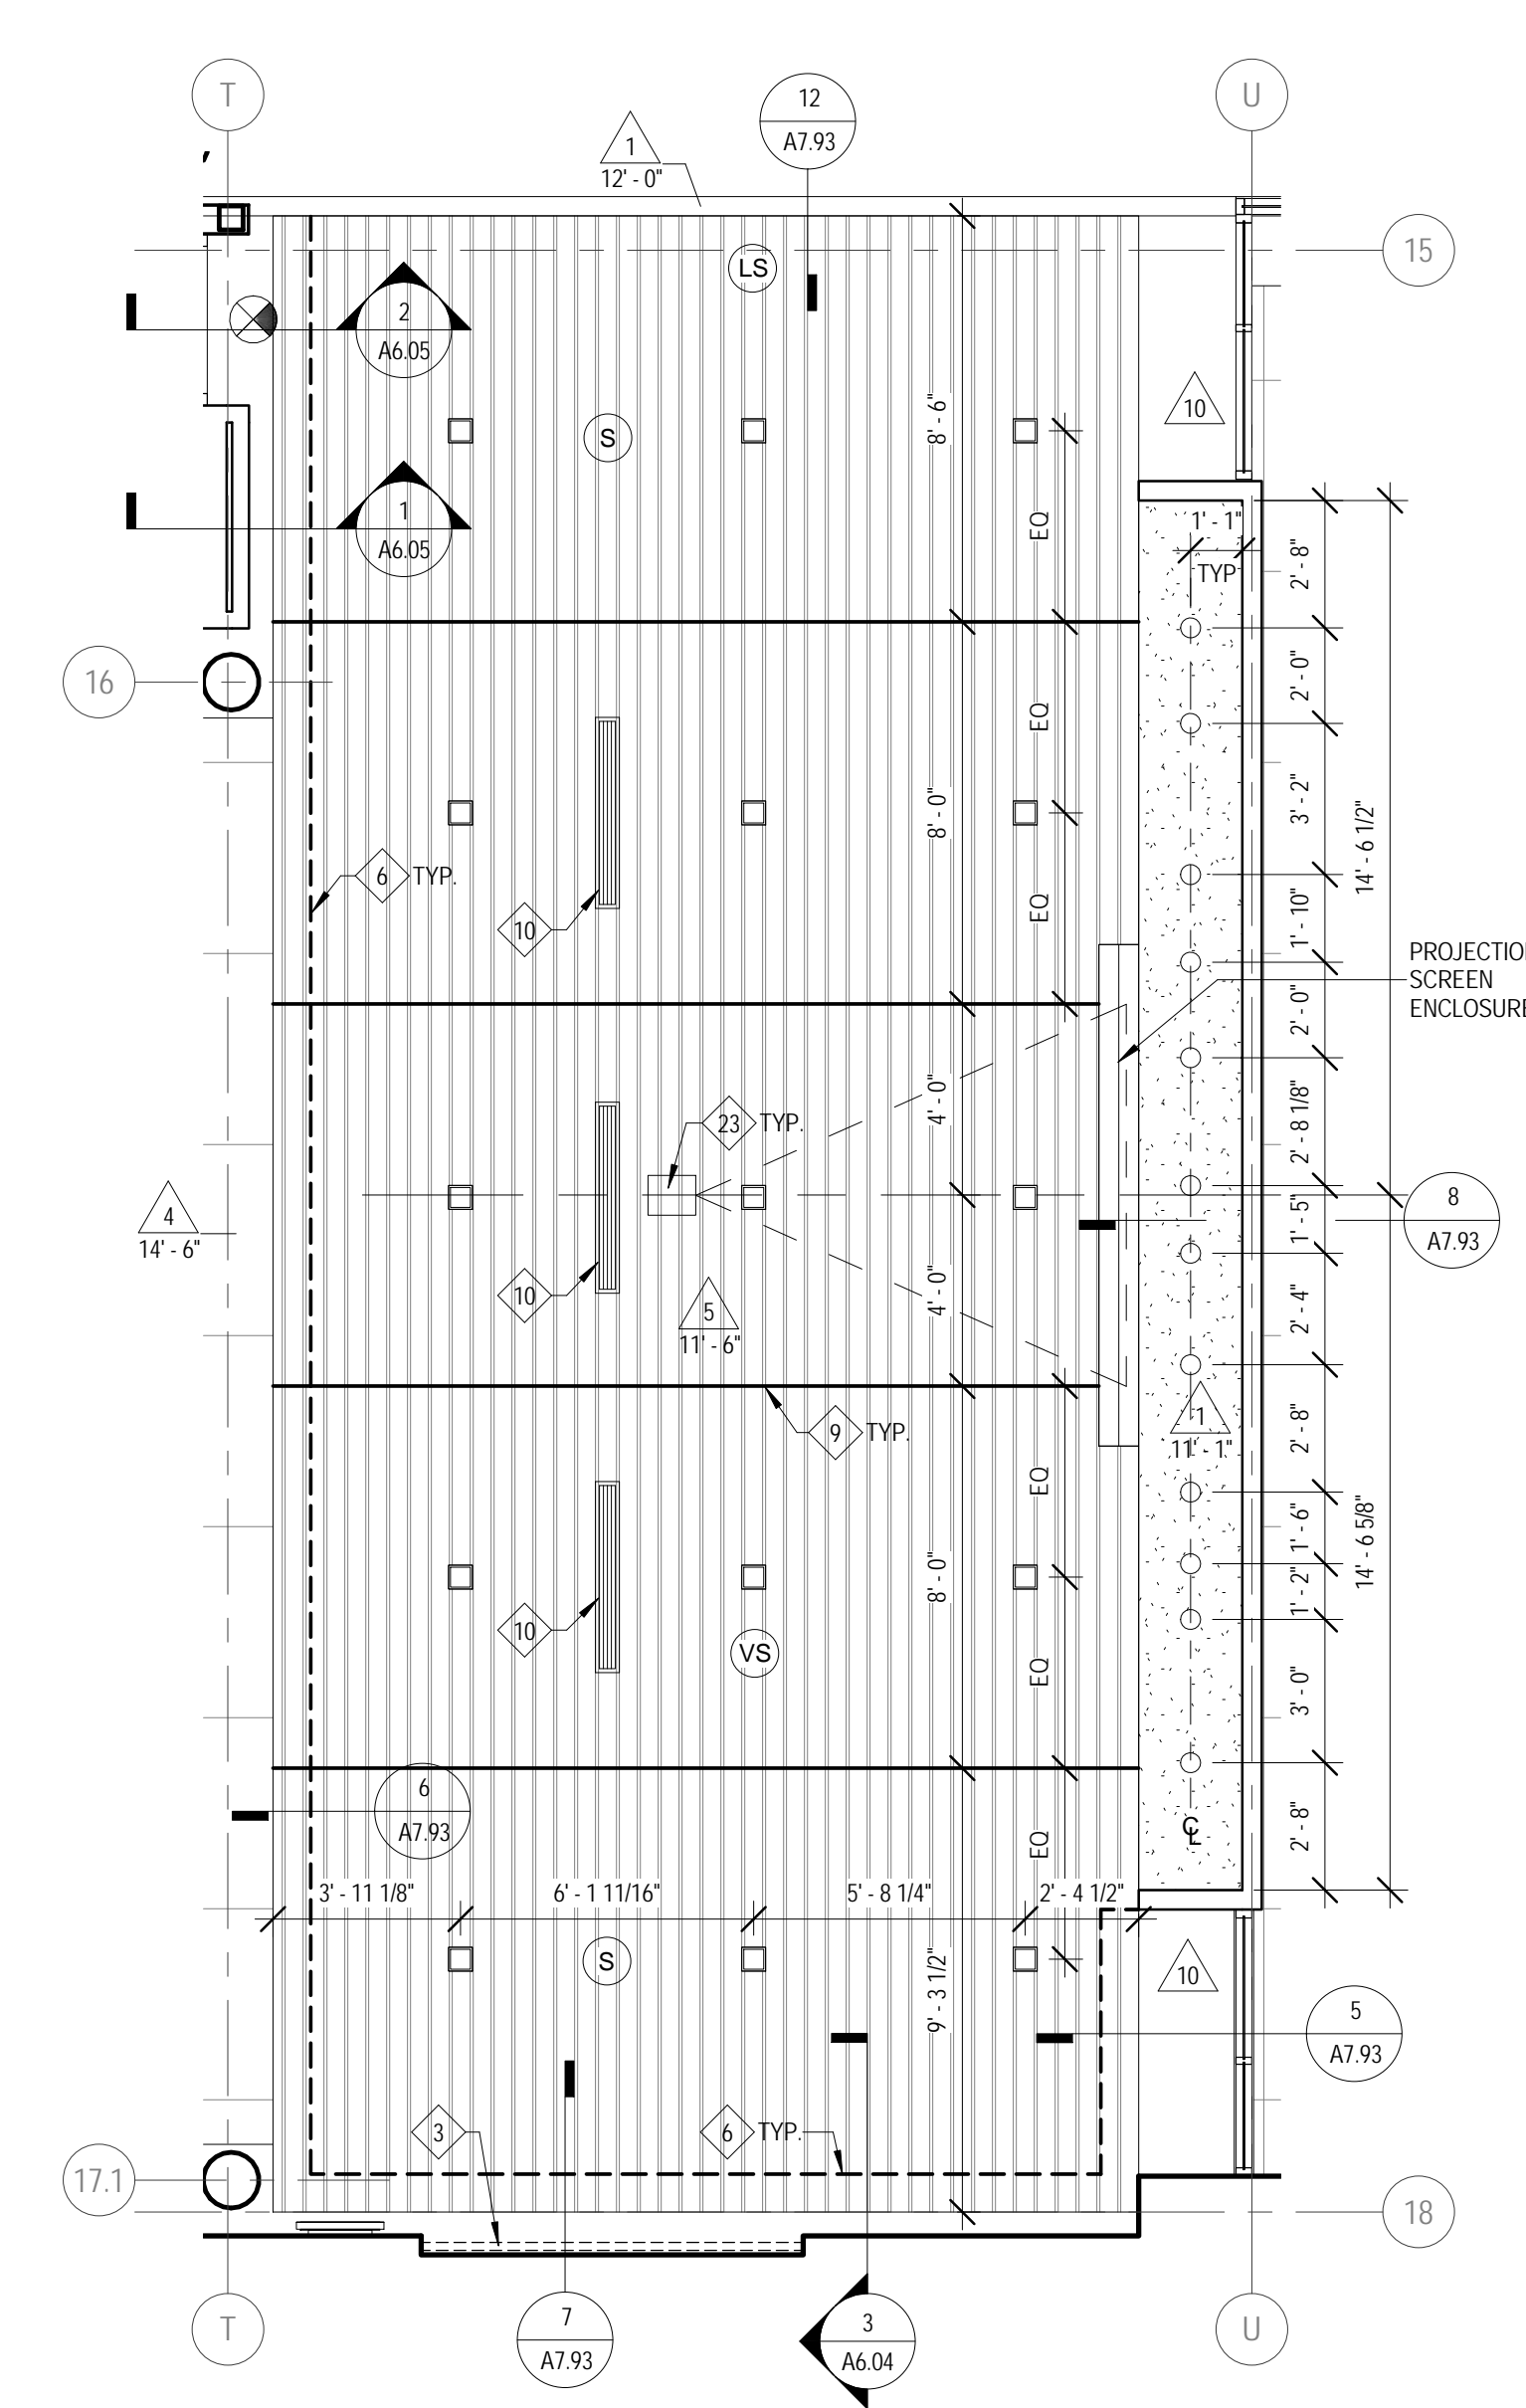 T
12
A7.93
U
1
12' - 0"
15
LS
2
A6.05
10
8' - 6"
S
1
A6.05
EQ
1' - 1"
TYP
2' - 8"
16
EQ
2' - 0"
8' - 0"
3' - 2"
14' - 6 1/2"
6 TYP.
10
EQ
1' - 10"
PROJECTIO
SCREEN
ENCLOSURE
2' - 0"
4' - 0"
23 TYP.
2' - 8 1/8"
4
14' - 6"
1' - 5"
8
A7.93
10
4' - 0"
2' - 4"
5
11' - 6"
9 TYP.
1
11' - 1"
2' - 8"
EQ
1' - 6"
14' - 6 5/8"
8' - 0"
1' - 2"
10
VS
EQ
3' - 0"
6
A7.93
EQ
CL
2' - 8"
3' - 11 1/8"
6' - 1 11/16"
5' - 8 1/4"
2' - 4 1/2"
S
9' - 3 1/2"
10
5
A7.93
3
6 TYP.
17.1
18
T
7
A7.93
3
A6.04
U